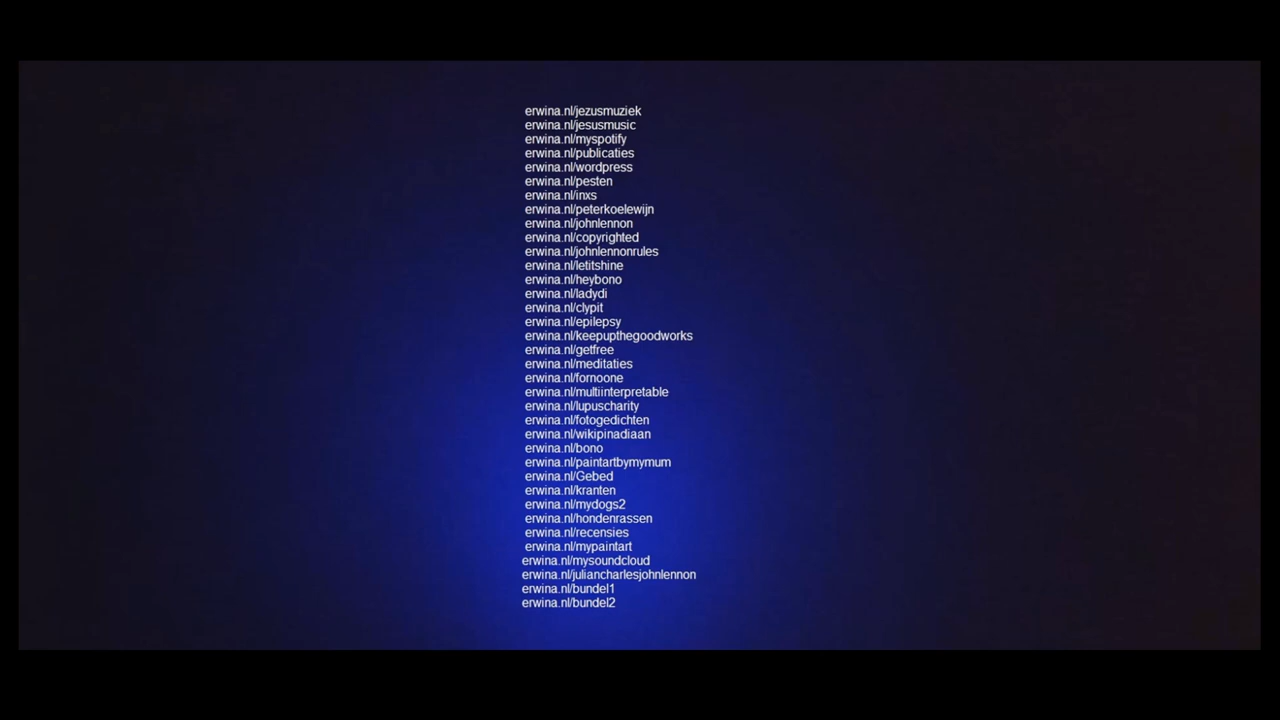 erwina.nl/jezusmuziek
erwina.nl/jesusmusic
erwina.nl/myspotify
erwina.nl/publicaties
erwina.nl/wordpress
erwina.nl/pesten
erwina.nl/inxs
erwina.nl/peterkoelewijn
erwina.nl/johnlennon
erwina.nl/copyrighted
erwina.nl/johnlennonrules
erwina.nl/letitshine
erwina.nl/heybono
erwina.nl/ladydi
erwina.nl/clypit
erwina.nl/epilepsy
erwina.nl/keepupthegoodworks
erwina.nl/getfree
erwina.nl/meditaties
erwina.nl/fornoone
erwina.nl/multiinterpretable
erwina.nl/lupuscharity
erwina.nl/fotogedichten
erwina.nl/wikipinadiaan
erwina.nl/bono
erwina.nl/paintartbymymum
erwina.nl/Gebed
erwina.nl/kranten
erwina.nl/mydogs2
erwina.nl/hondenrassen
erwina.nl/recensies
erwina.nl/mypaintart
erwina.nl/mysoundcloud
erwina.nl/juliancharlesjohnlennon
erwina.nl/bundel1
erwina.nl/bundel2